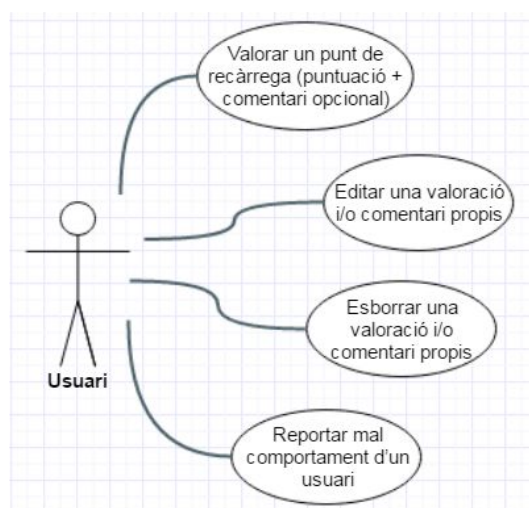 Valorar un punt de
recàrrega (puntuació +
comentari opcional)
Editar una valoració
i/o comentari propis
Esborrar una
valoració i/o
comentari propis
Usuari
Reportar mal
comportament d'un
usuari